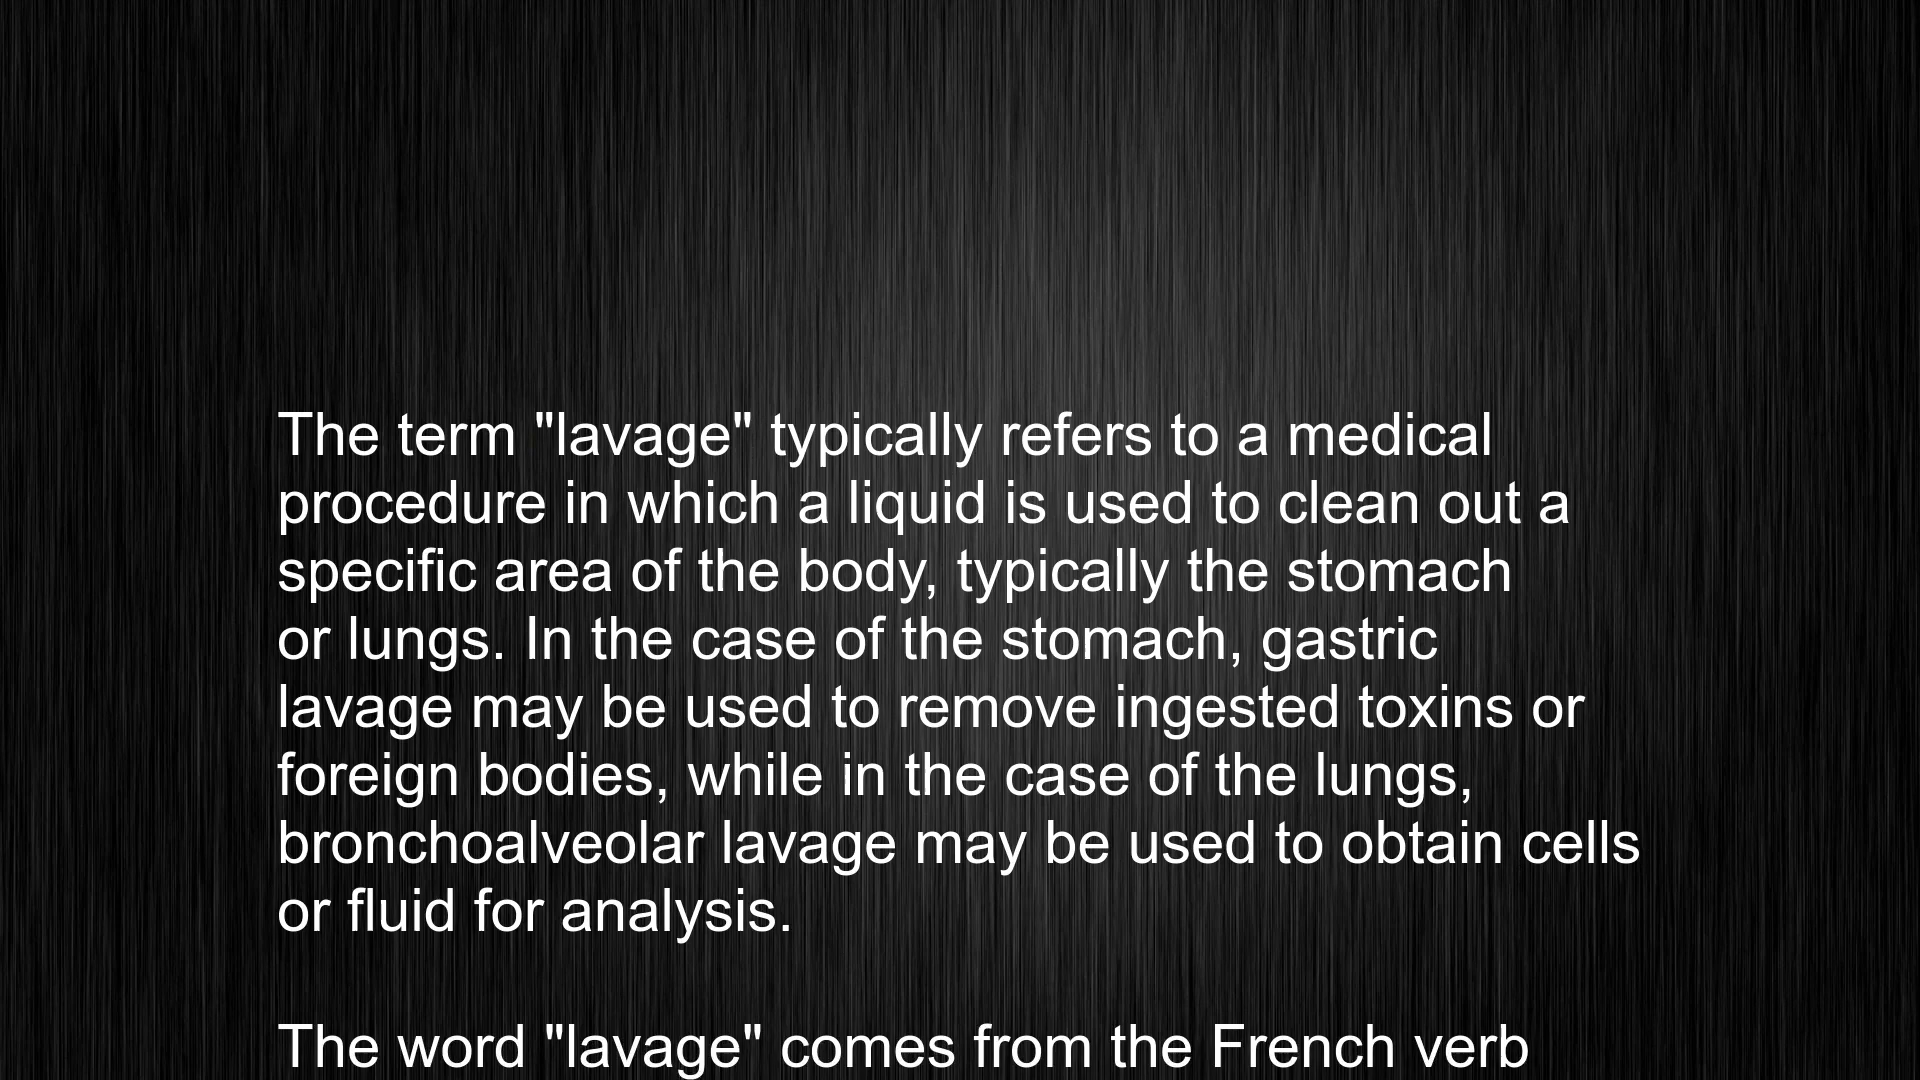 The term "lavage" typically refers to a medical
procedure in which a liquid is used to clean out a
specific area of the body, typically the stomach
or lungs. In the case of the stomach, gastric
lavage may be used to remove ingested toxins or
foreign bodies, while in the case of the lungs,
bronchoalveolar lavage may be used to obtain cells
or fluid for analysis.
The word "lavage" comes from the French verb